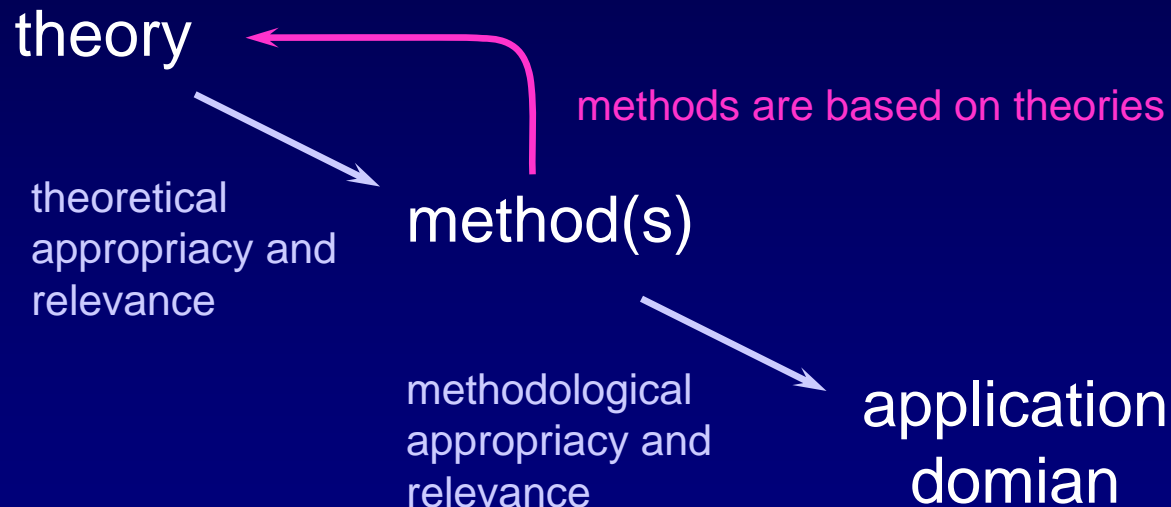 theory
methods are based on theories
theoretical
appropriacy and
relevance
method(s)
methodological
appropriacy and
relevance
application
domian